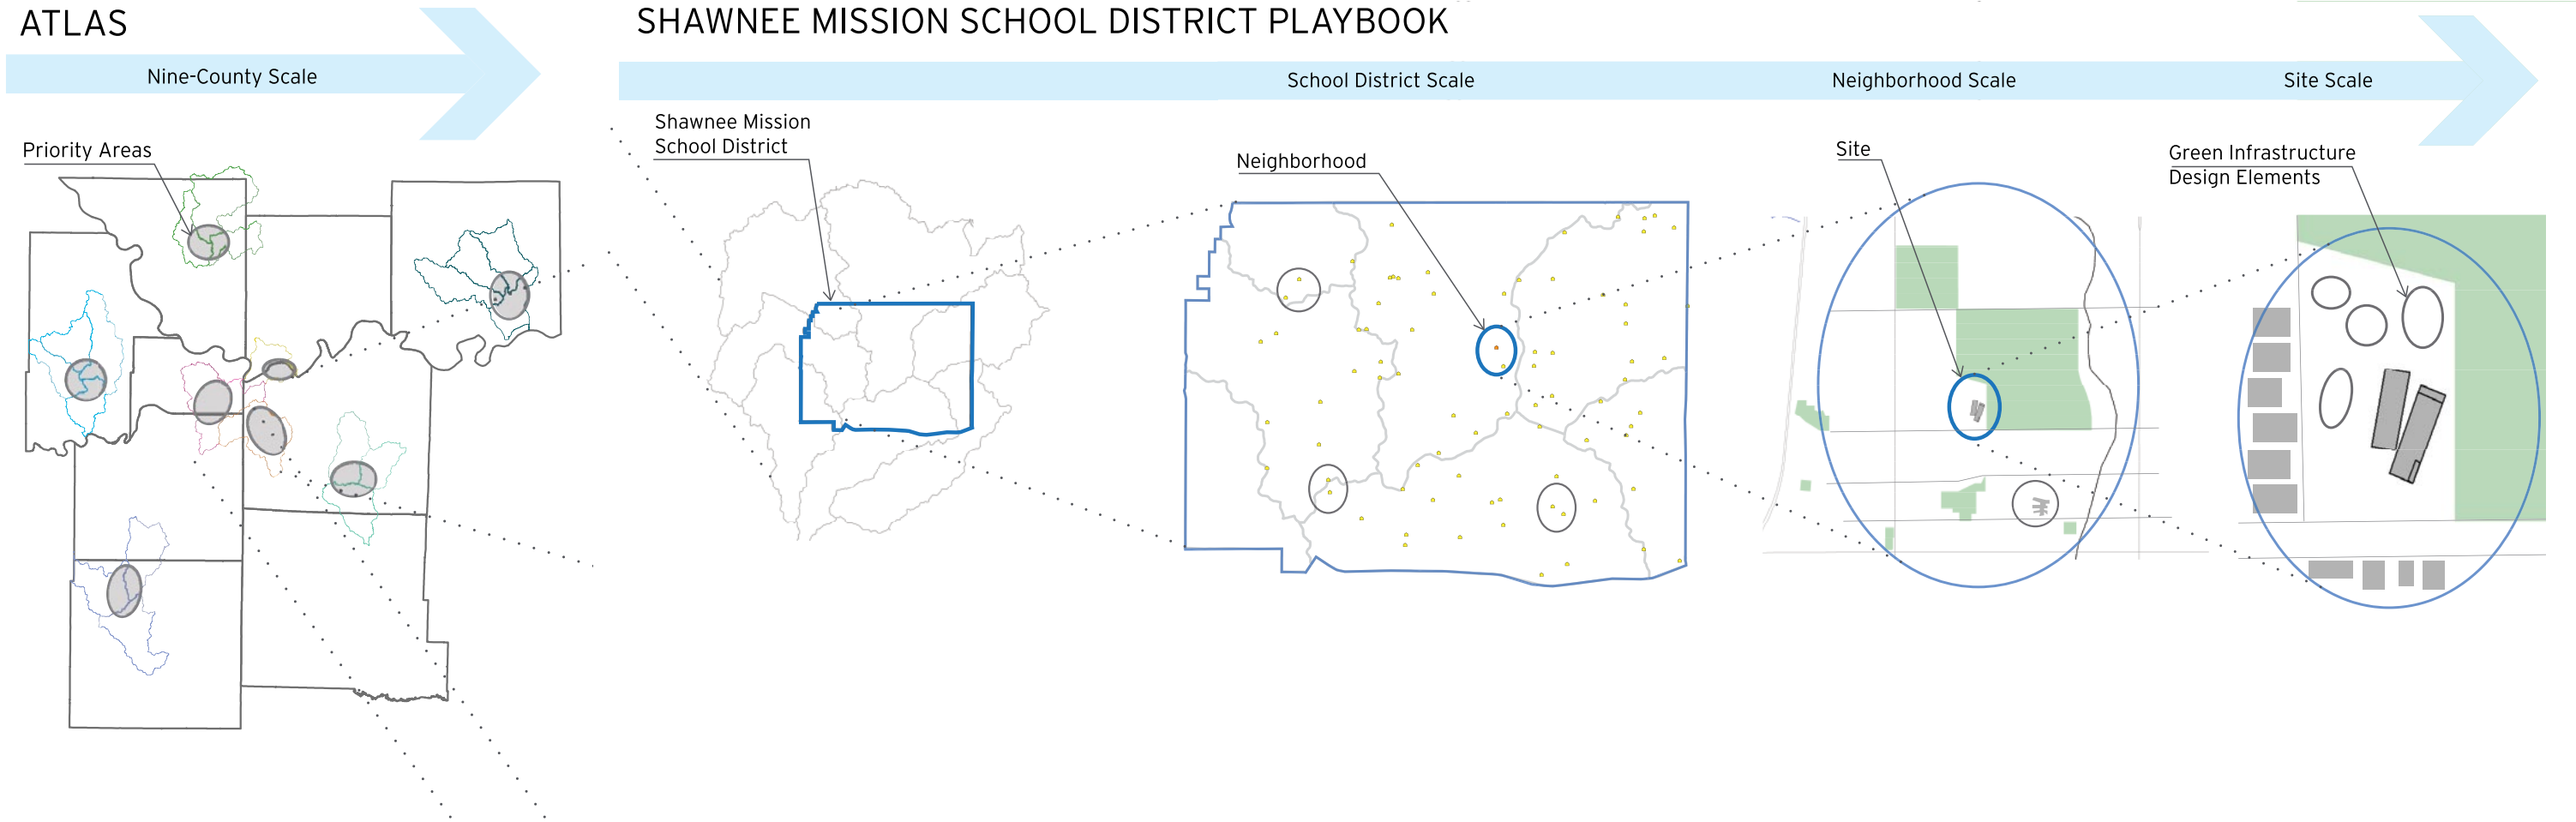 ATLAS
SHAWNEE MISSION SCHOOL DISTRICT PLAYBOOK
Nine-County Scale
School District Scale
Neighborhood Scale
Site Scale
Priority Areas
Shawnee Mission
School District
Neighborhood
Site
Green Infrastructure
Design Elements